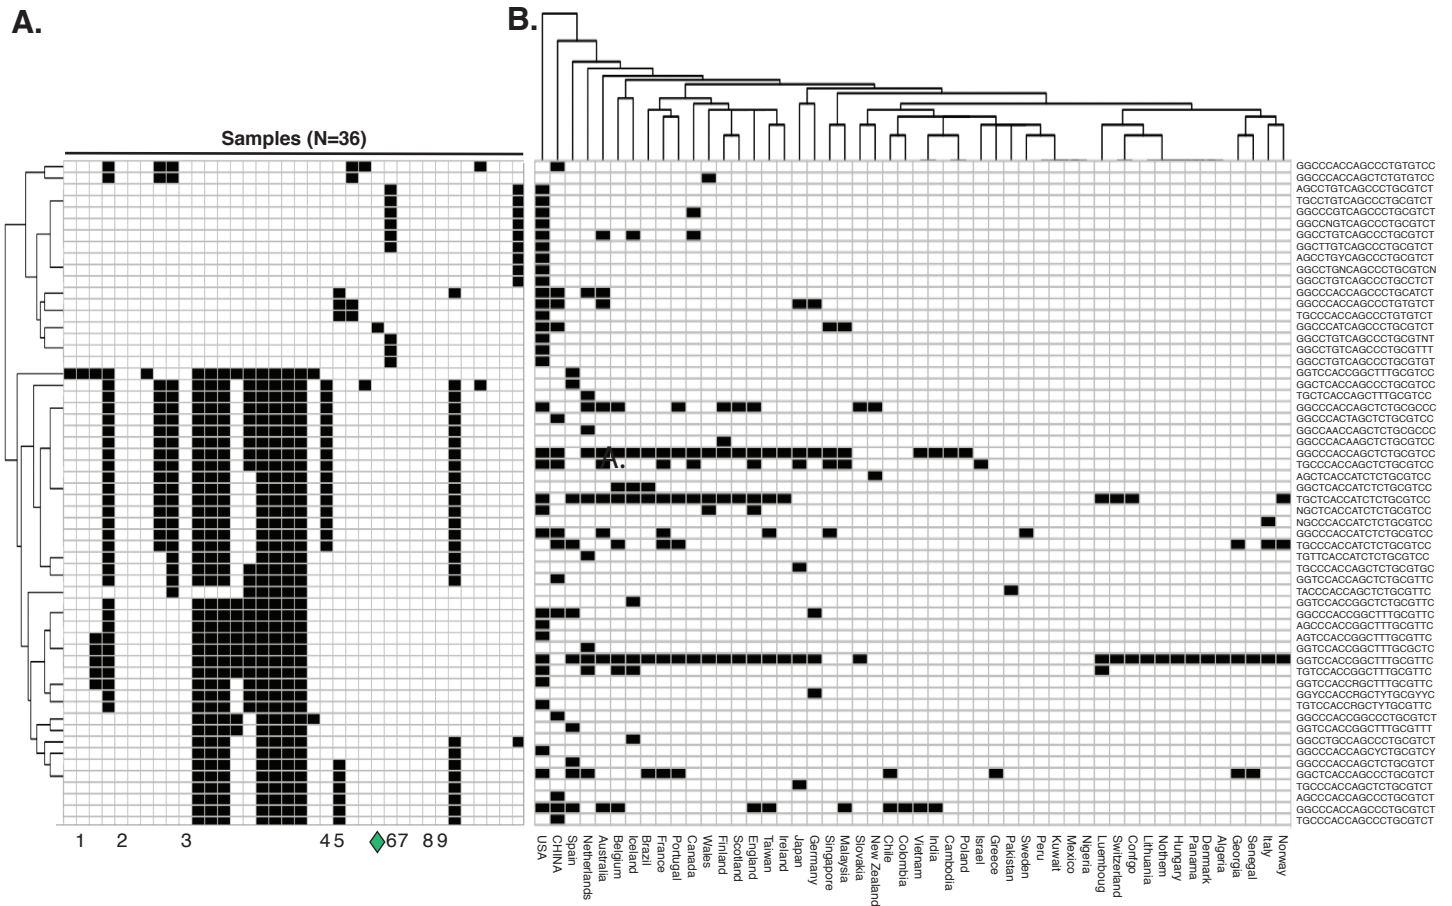 A.
B.
Samples (N=36)
GGCCCACCAGCCCTGTGTCC
GGCCCACCAGCTCTGTGTCC
AGCCTGTCAGCCCTGCGTCT
TGCCTGTCAGCCCTGCGTCT
GGCCCGTCAGCCCTGCGTCT
GGCCNGTCAGCCCTGCGTCT
GGCCTGTCAGCCCTGCGTCT
GGCTTGTCAGCCCTGCGTCT
AGCCTGYCAGCCCTGCGTCT
GGCCTGNCAGCCCTGCGTCN
GGCCTGTCAGCCCTGCCTCT
GGCCCACCAGCCCTGCATCT
GGCCCACCAGCCCTGTGTCT
TGCCCACCAGCCCTGTGTCT
GGCCCATCAGCCCTGCGTCT
GGCCTGTCAGCCCTGCGTNT
GGCCTGTCAGCCCTGCGTTT
GGCCTGTCAGCCCTGCGTGT
GGTCCACCGGCTTTGCGTCC
GGCTCACCAGCCCTGCGTCC
TGCTCACCAGCTTTGCGTCC
GGCCCACCAGCTCTGCGCCC
GGCCCACTAGCTCTGCGTCC
GGCCAACCAGCTCTGCGCCC
GGCCCACAAGCTCTGCGTCC
GGCCCACCAGCTCTGCGTCC
A.
TGCCCACCAGCTCTGCGTCC
AGCTCACCATCTCTGCGTCC
GGCTCACCATCTCTGCGTCC
TGCTCACCATCTCTGCGTCC
NGCTCACCATCTCTGCGTCC
NGCCCACCATCTCTGCGTCC
GGCCCACCATCTCTGCGTCC
TGCCCACCATCTCTGCGTCC
TGTTCACCATCTCTGCGTCC
TGCCCACCAGCTCTGCGTGC
GGTCCACCAGCTCTGCGTTC
TACCCACCAGCTCTGCGTTC
GGTCCACCGGCTCTGCGTTC
GGCCCACCGGCTTTGCGTTC
AGCCCACCGGCTTTGCGTTC
AGTCCACCGGCTTTGCGTTC
GGTCCACCGGCTTTGCGCTC
GGTCCACCGGCTTTGCGTTC
TGTCCACCGGCTTTGCGTTC
GGTCCACCRGCTTTGCGTTC
GGYCCACCRGCTYTGCGYYC
TGTCCACCRGCTYTGCGTTC
GGCCCACCGGCCCTGCGTCT
GGTCCACCGGCTTTGCGTTT
GGCCTGCCAGCCCTGCGTCT
GGCCCACCAGCYCTGCGTCY
GGCCCACCAGCTCTGCGTCT
GGCTCACCAGCCCTGCGTCT
TGCCCACCAGCTCTGCGTCT
AGCCCACCAGCCCTGCGTCT
GGCCCACCAGCCCTGCGTCT
TGCCCACCAGCCCTGCGTCT
1 2 3 45 67 89
USA
CHINA
Spain
Netherlands
Australia
Belgium
Iceland
Brazil
France
Portugal
Canada
Wales
Finland
Scotland
England
Taiwan
Ireland
Japan
Germany
Singapore
Malaysia
Slovakia
New Zealand
Chile
Colombia
Vietnam
India
Cambodia
Poland
Israel
Greece
Pakistan
Sweden
Peru
Kuwait
Mexico
Nigeria
Luemboug
Switzerland
Confgo
Lithuania
Nothern
Hungary
Panama
Denmark
Algeria
Georgia
Senegal
Italy
Norway